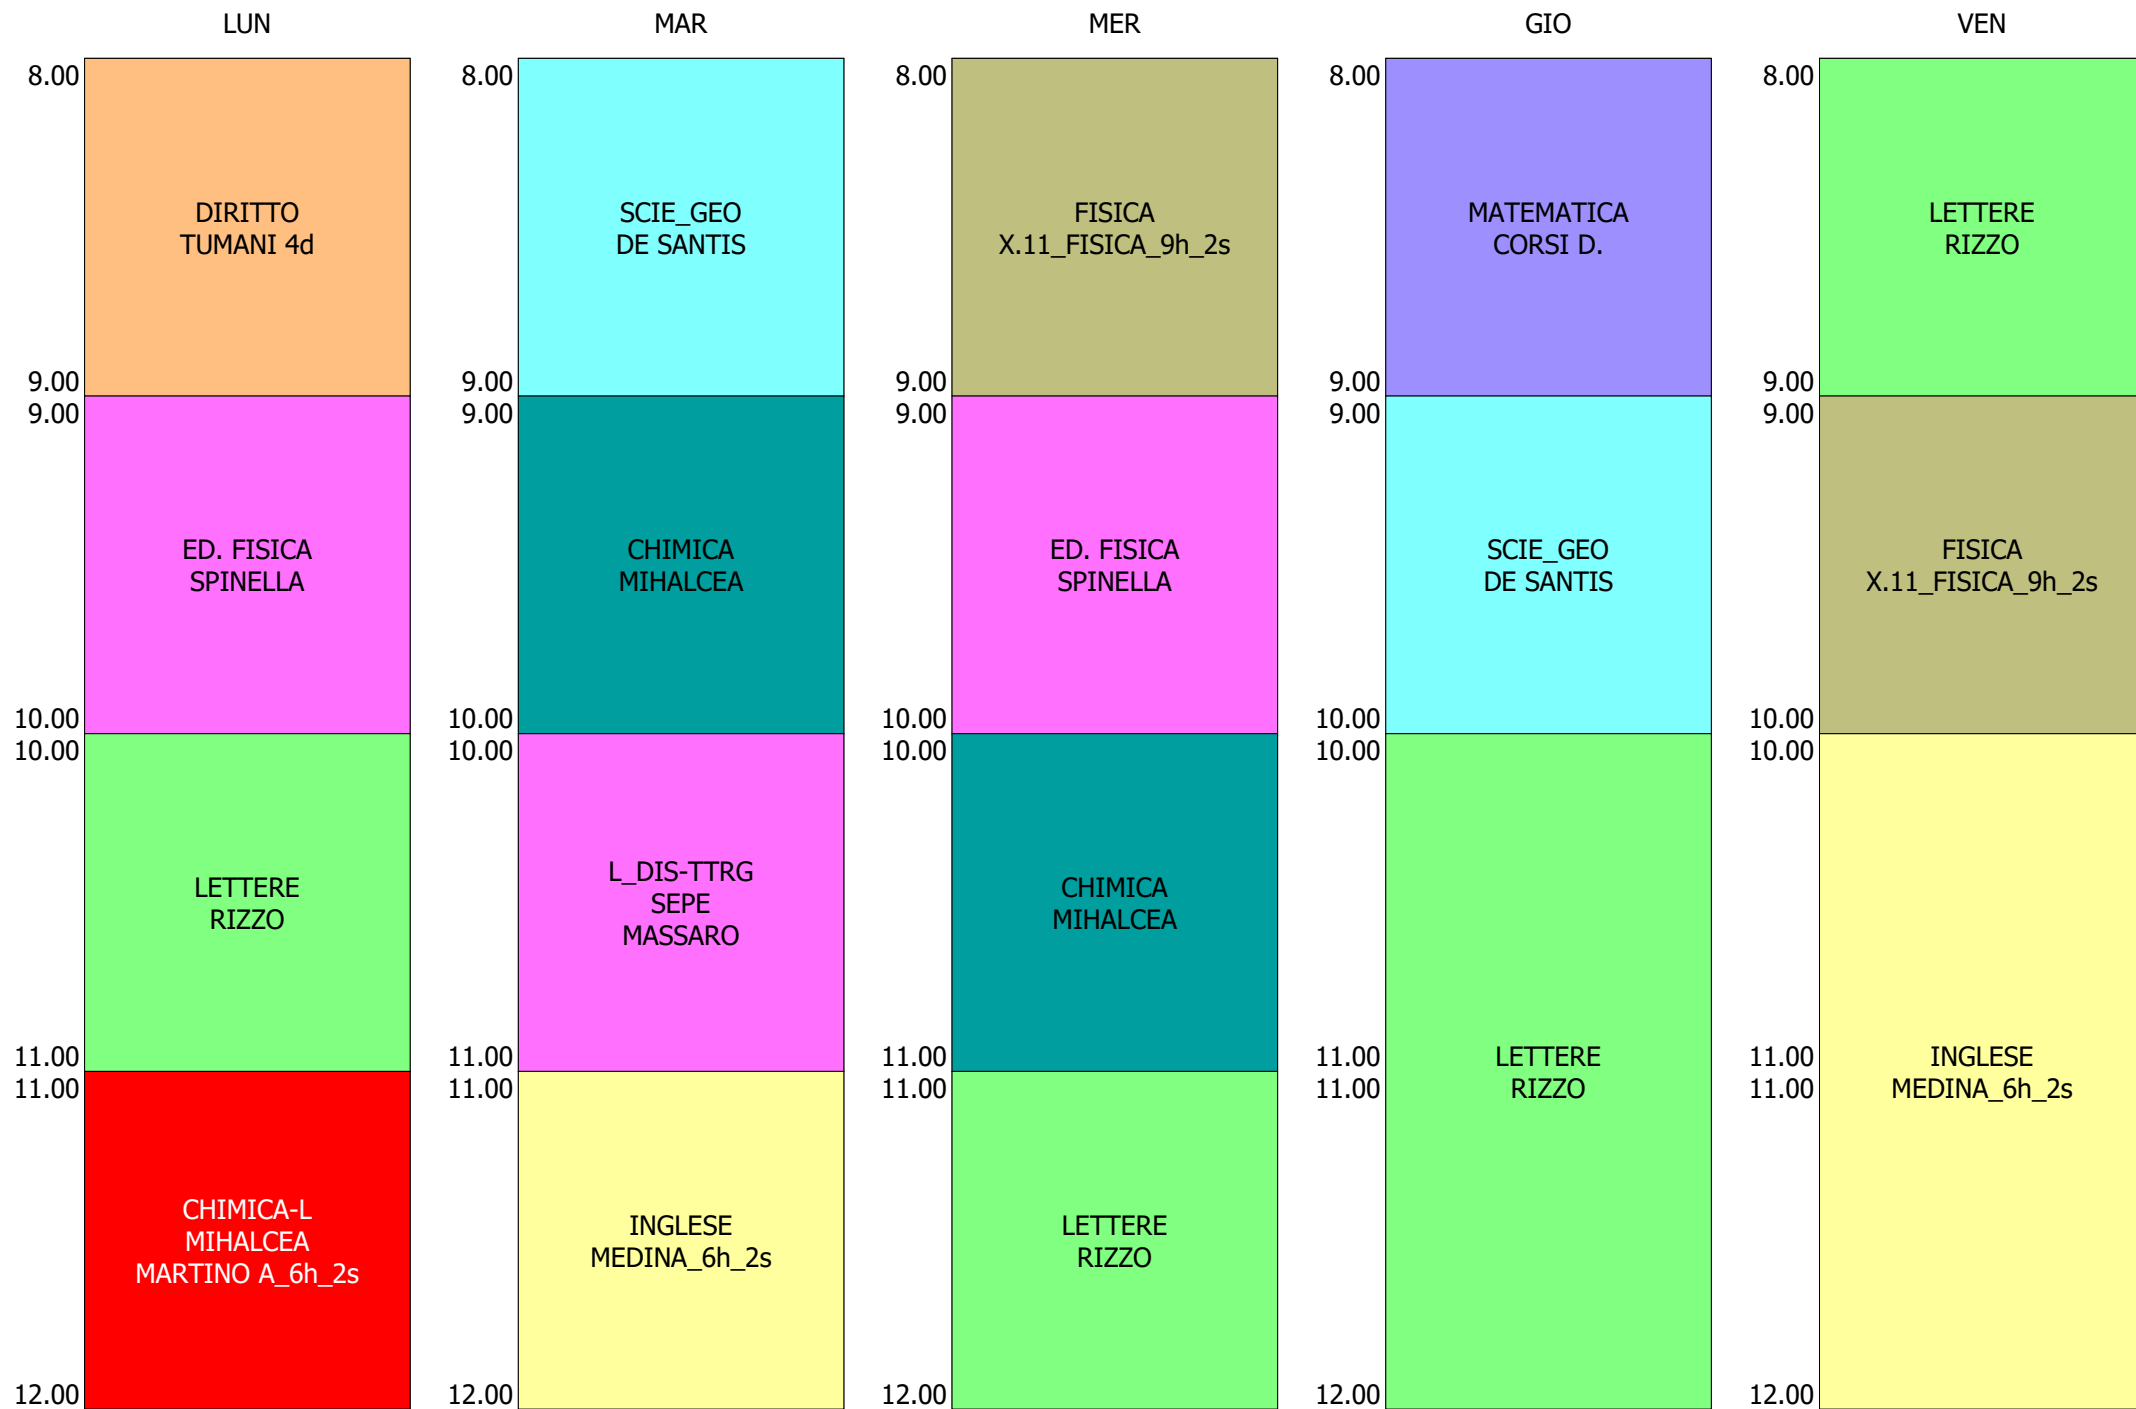 LUN
MAR
MER
GIO
VEN
8.00
DIRITTO
TUMANI 4d
9.00
9.00
ED. FISICA
SPINELLA
10.00
10.00
LETTERE
RIZZO
11.00
11.00
CHIMICA-L
MIHALCEA
MARTINO A_6h_2s
12.00
8.00
SCIE_GEO
DE SANTIS
9.00
9.00
CHIMICA
MIHALCEA
10.00
10.00
L_DIS-TTRG
SEPE
MASSARO
11.00
11.00
INGLESE
MEDINA_6h_2s
12.00
8.00
FISICA
X.11_FISICA_9h_2s
9.00
9.00
ED. FISICA
SPINELLA
10.00
10.00
CHIMICA
MIHALCEA
11.00
11.00
LETTERE
RIZZO
12.00
8.00
MATEMATICA
CORSI D.
9.00
9.00
SCIE_GEO
DE SANTIS
10.00
10.00
11.00
11.00
LETTERE
RIZZO
12.00
8.00
LETTERE
RIZZO
9.00
9.00
FISICA
X.11_FISICA_9h_2s
10.00
10.00
11.00
11.00
INGLESE
MEDINA_6h_2s
12.00